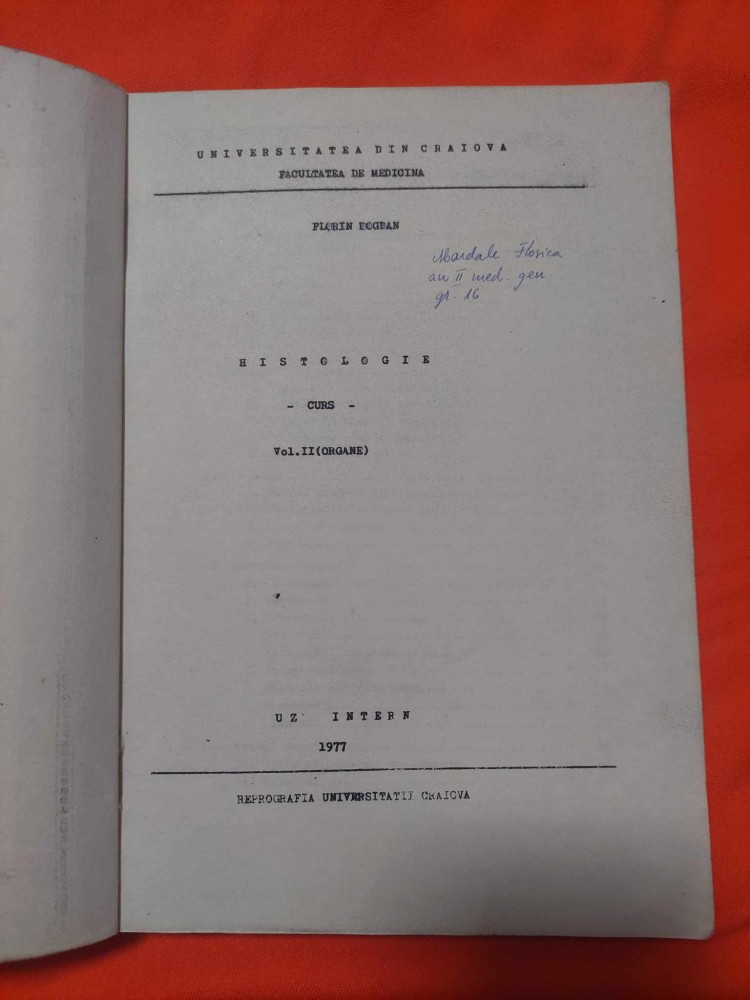 UNIVERSITATEA DIN CRAIOVA
FACULTATEA DE MEDICINA
FLORIN BOGDAN
Mardale Florica
an II med. gen
gr. 16
HISTOLOGIE
- CURS -
Vol.II(ORGANE)
UZ INTERN
1977
REPROGRAFIA UNIVERSITATII CRAIOVA